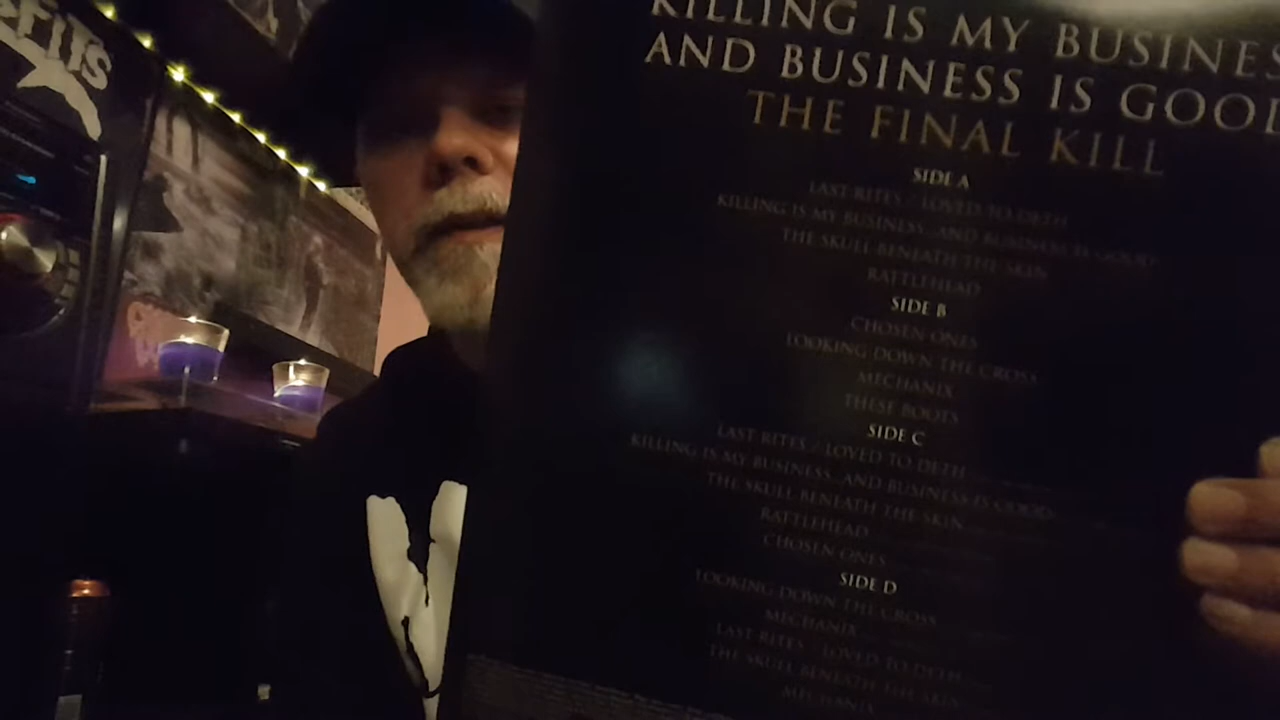 EFITS
KILLING IS MY BUSINES
AND BUSINESS IS GOOD
THE FINAL KILL
SIDE A
LAST RITES / LOVED TO DETH
KILLING IS MY BUSINESS...AND BUSINESS IS GOOD!
THE SKULL BENEATH THE SKIN
RATTLEHEAD
SIDE B
CHOSEN ONES
LOOKING DOWN THE CROSS
MECHANIX
THESE BOOTS
SIDE C
LAST RITES / LOVED TO DETH
KILLING IS MY BUSINESS...AND BUSINESS IS GOOD!
THE SKULL BENEATH THE SKIN
RATTLEHEAD
CHOSEN ONES
SIDE D
LOOKING DOWN THE CROSS
MECHANIX
LAST RITES / LOVED TO DETH
THE SKULL BENEATH THE SKIN
MECHANIX